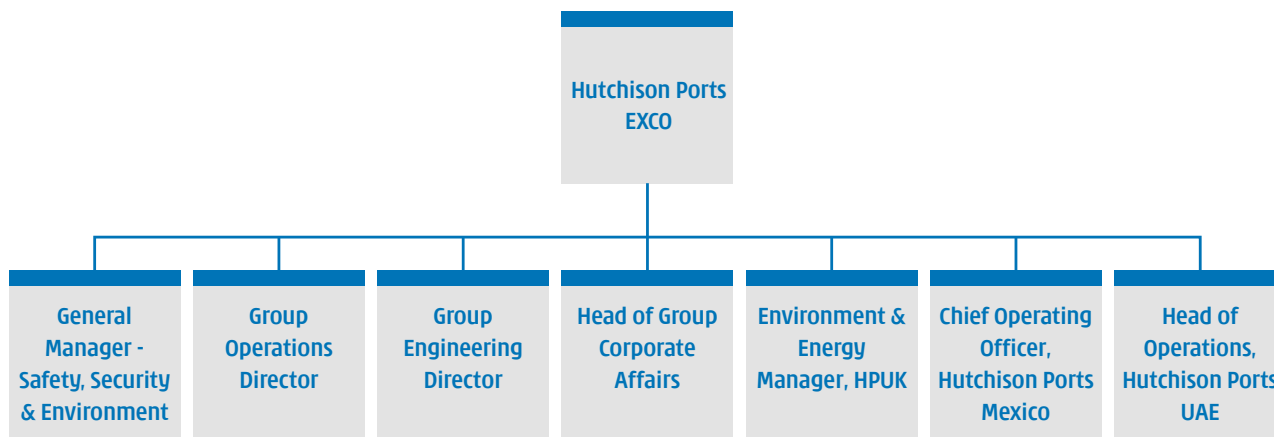 Hutchison Ports
EXCO
General
Manager -
Safety, Security
& Environment
Group
Operations
Director
Group
Engineering
Director
Head of Group
Corporate
Affairs
Environment &
Energy
Manager, HPUK
Chief Operating
Officer,
Hutchison Ports
Mexico
Head of
Operations,
Hutchison Ports
UAE